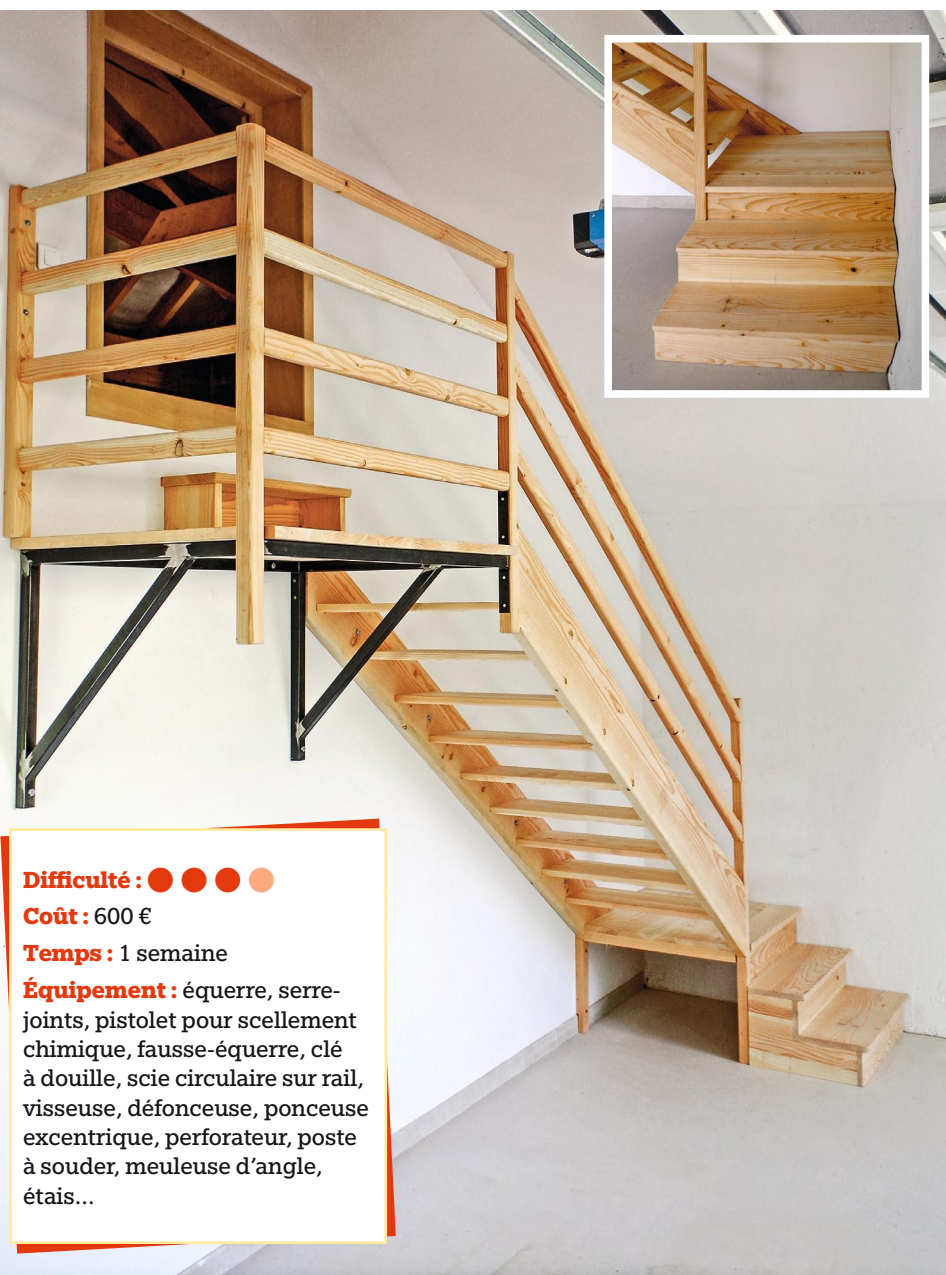 Difficulté :
Coût : 600 €
Temps : 1 semaine
Équipement : équerre, serre-
joints, pistolet pour scellement
chimique, fausse-équerre, clé
à douille, scie circulaire sur rail,
visseuse, défonceuse, ponceuse
excentrique, perforateur, poste
à souder, meuleuse d’angle,
étais...